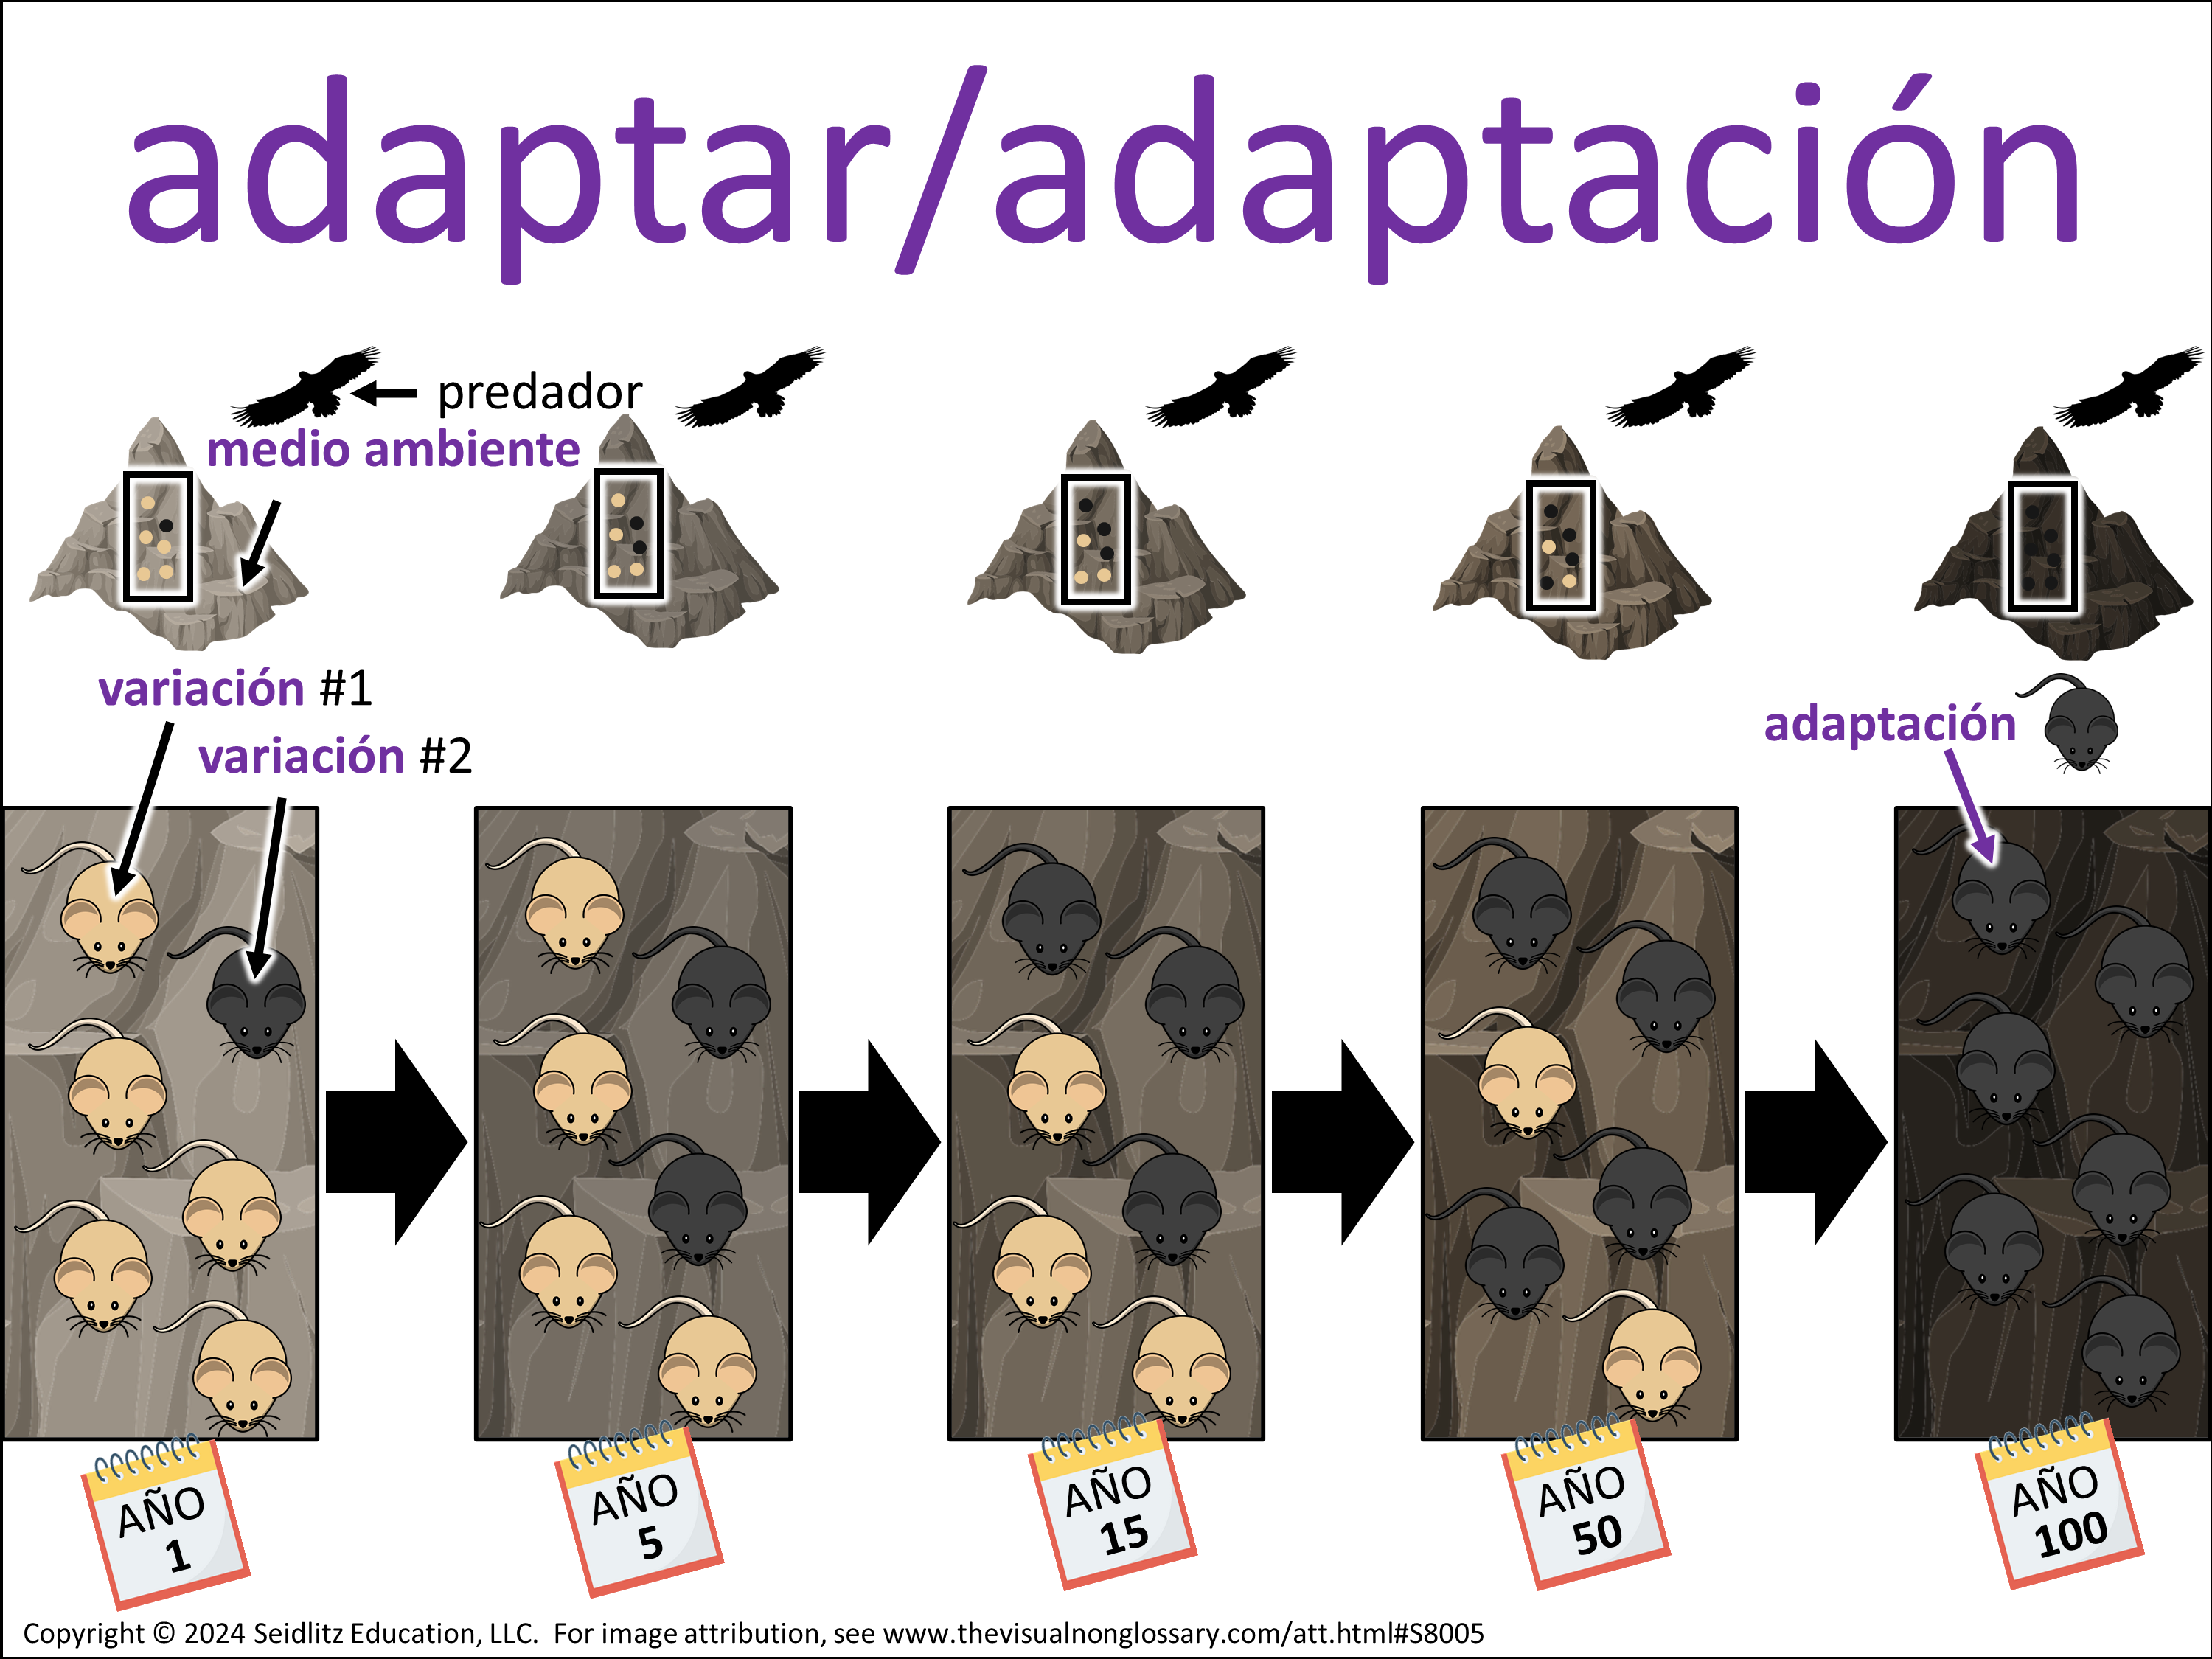 adaptar/adaptación
predador
medio ambiente
variación #1
variación #2
adaptación
AÑO
1
AÑO
5
AÑO
15
AÑO
50
AÑO
100
Copyright © 2024 Seidlitz Education, LLC.  For image attribution, see www.thevisualnonglossary.com/att.html#S8005